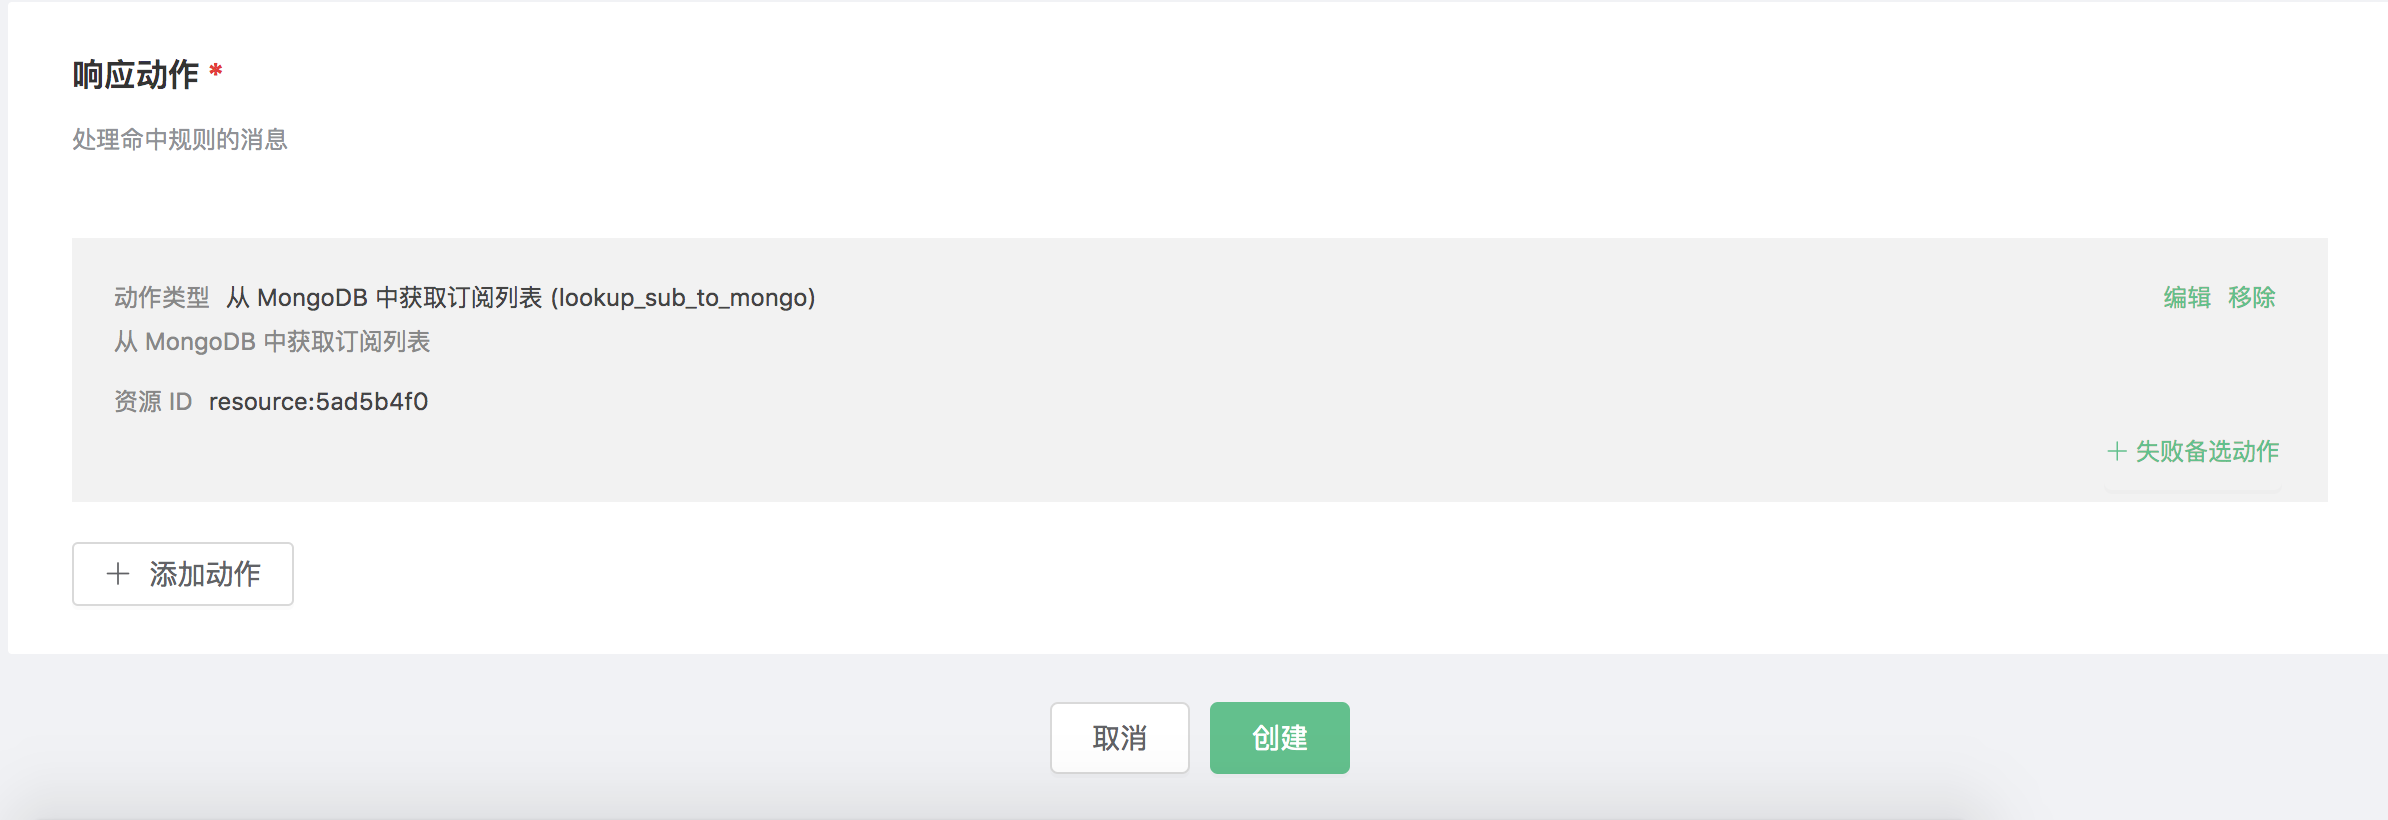 响应动作 *
处理命中规则的消息
动作类型 从 MongoDB 中获取订阅列表 (lookup_sub_to_mongo) 编辑 移除
从 MongoDB 中获取订阅列表
资源 ID resource:5ad5b4f0
+ 失败备选动作
+ 添加动作
取消 创建